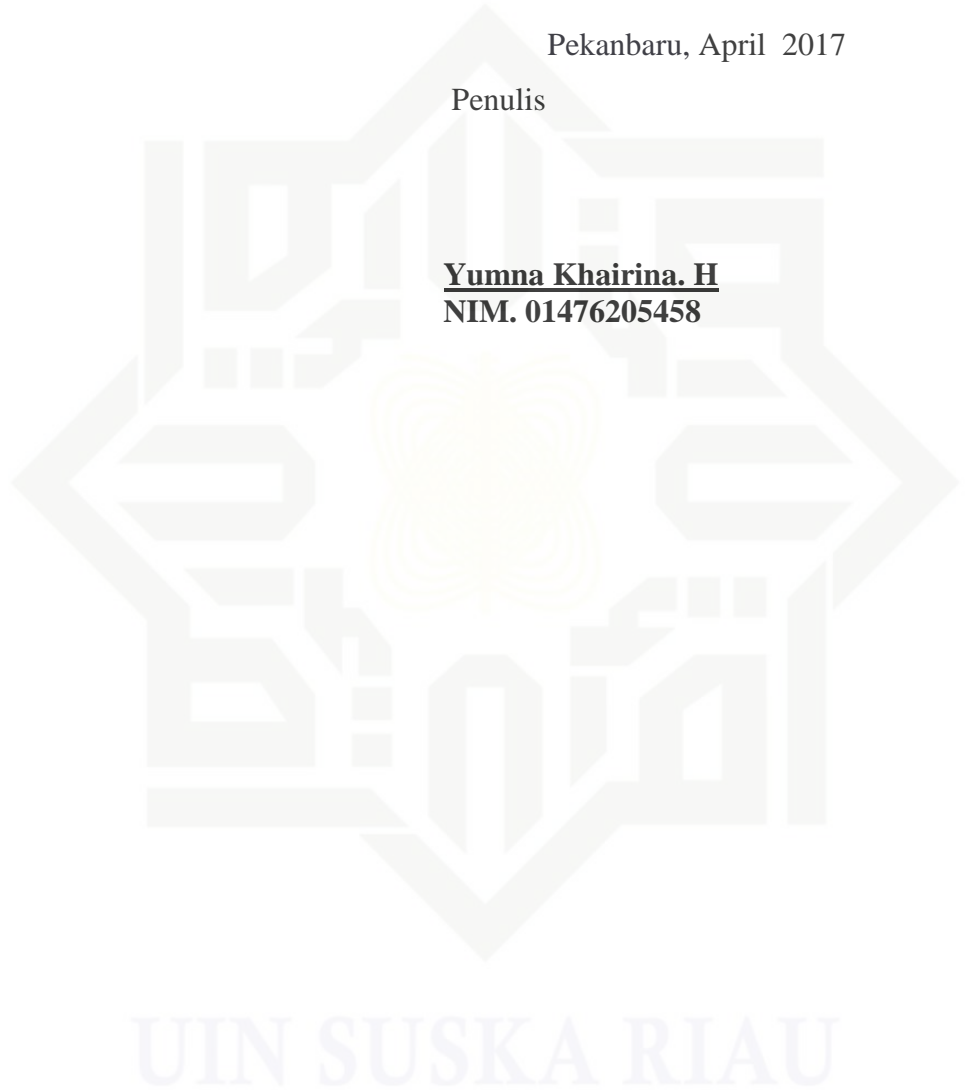 Pekanbaru, April 2017
Penulis
Yumna Khairina. H
NIM. 01476205458
UIN SUSKA RIAU